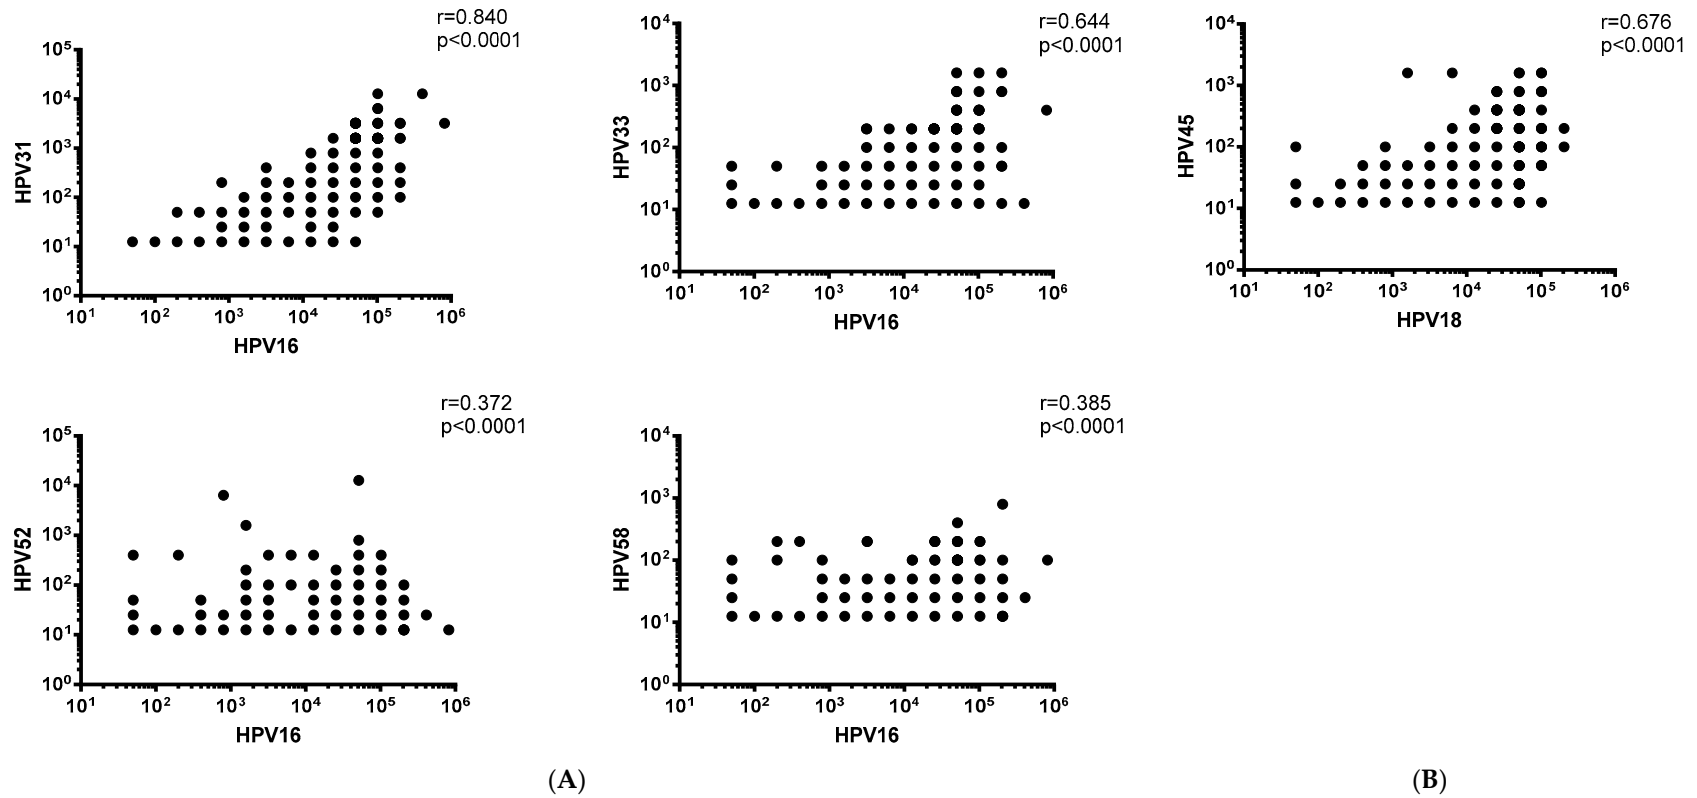 r=0.840
p<0.0001
10⁵
10⁴
10³
10²
10¹
10⁰
HPV31
10¹ 10² 10³ 10⁴ 10⁵ 10⁶
HPV16
r=0.644
p<0.0001
10⁴
10³
10²
10¹
10⁰
HPV33
10¹ 10² 10³ 10⁴ 10⁵ 10⁶
HPV16
r=0.676
p<0.0001
10⁴
10³
10²
10¹
10⁰
HPV45
10¹ 10² 10³ 10⁴ 10⁵ 10⁶
HPV18
r=0.372
p<0.0001
10⁵
10⁴
10³
10²
10¹
10⁰
HPV52
10¹ 10² 10³ 10⁴ 10⁵ 10⁶
HPV16
r=0.385
p<0.0001
10⁴
10³
10²
10¹
10⁰
HPV58
10¹ 10² 10³ 10⁴ 10⁵ 10⁶
HPV16
(A)
(B)